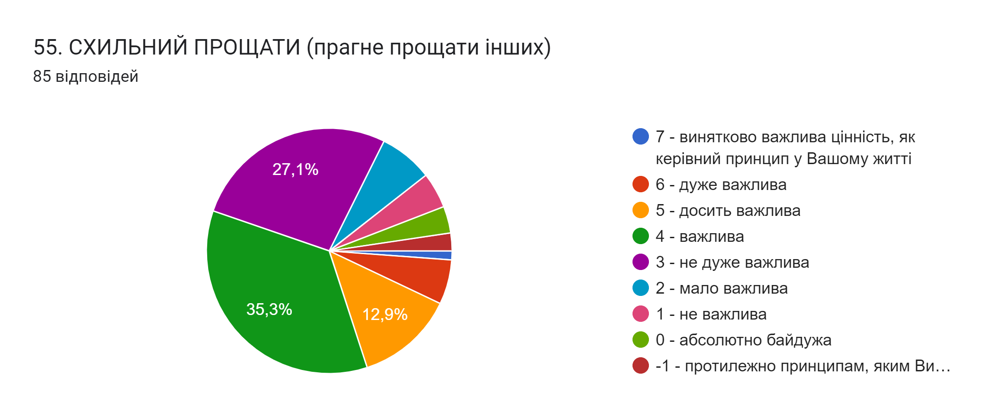 55. СХИЛЬНИЙ ПРОЩАТИ (прагне прощати інших)
85 відповідей
27,1%
35,3%
12,9%
7 - винятково важлива цінність, як
керівний принцип у Вашому житті
6 - дуже важлива
5 - досить важлива
4 - важлива
3 - не дуже важлива
2 - мало важлива
1 - не важлива
0 - абсолютно байдужа
-1 - протилежно принципам, яким Ви…